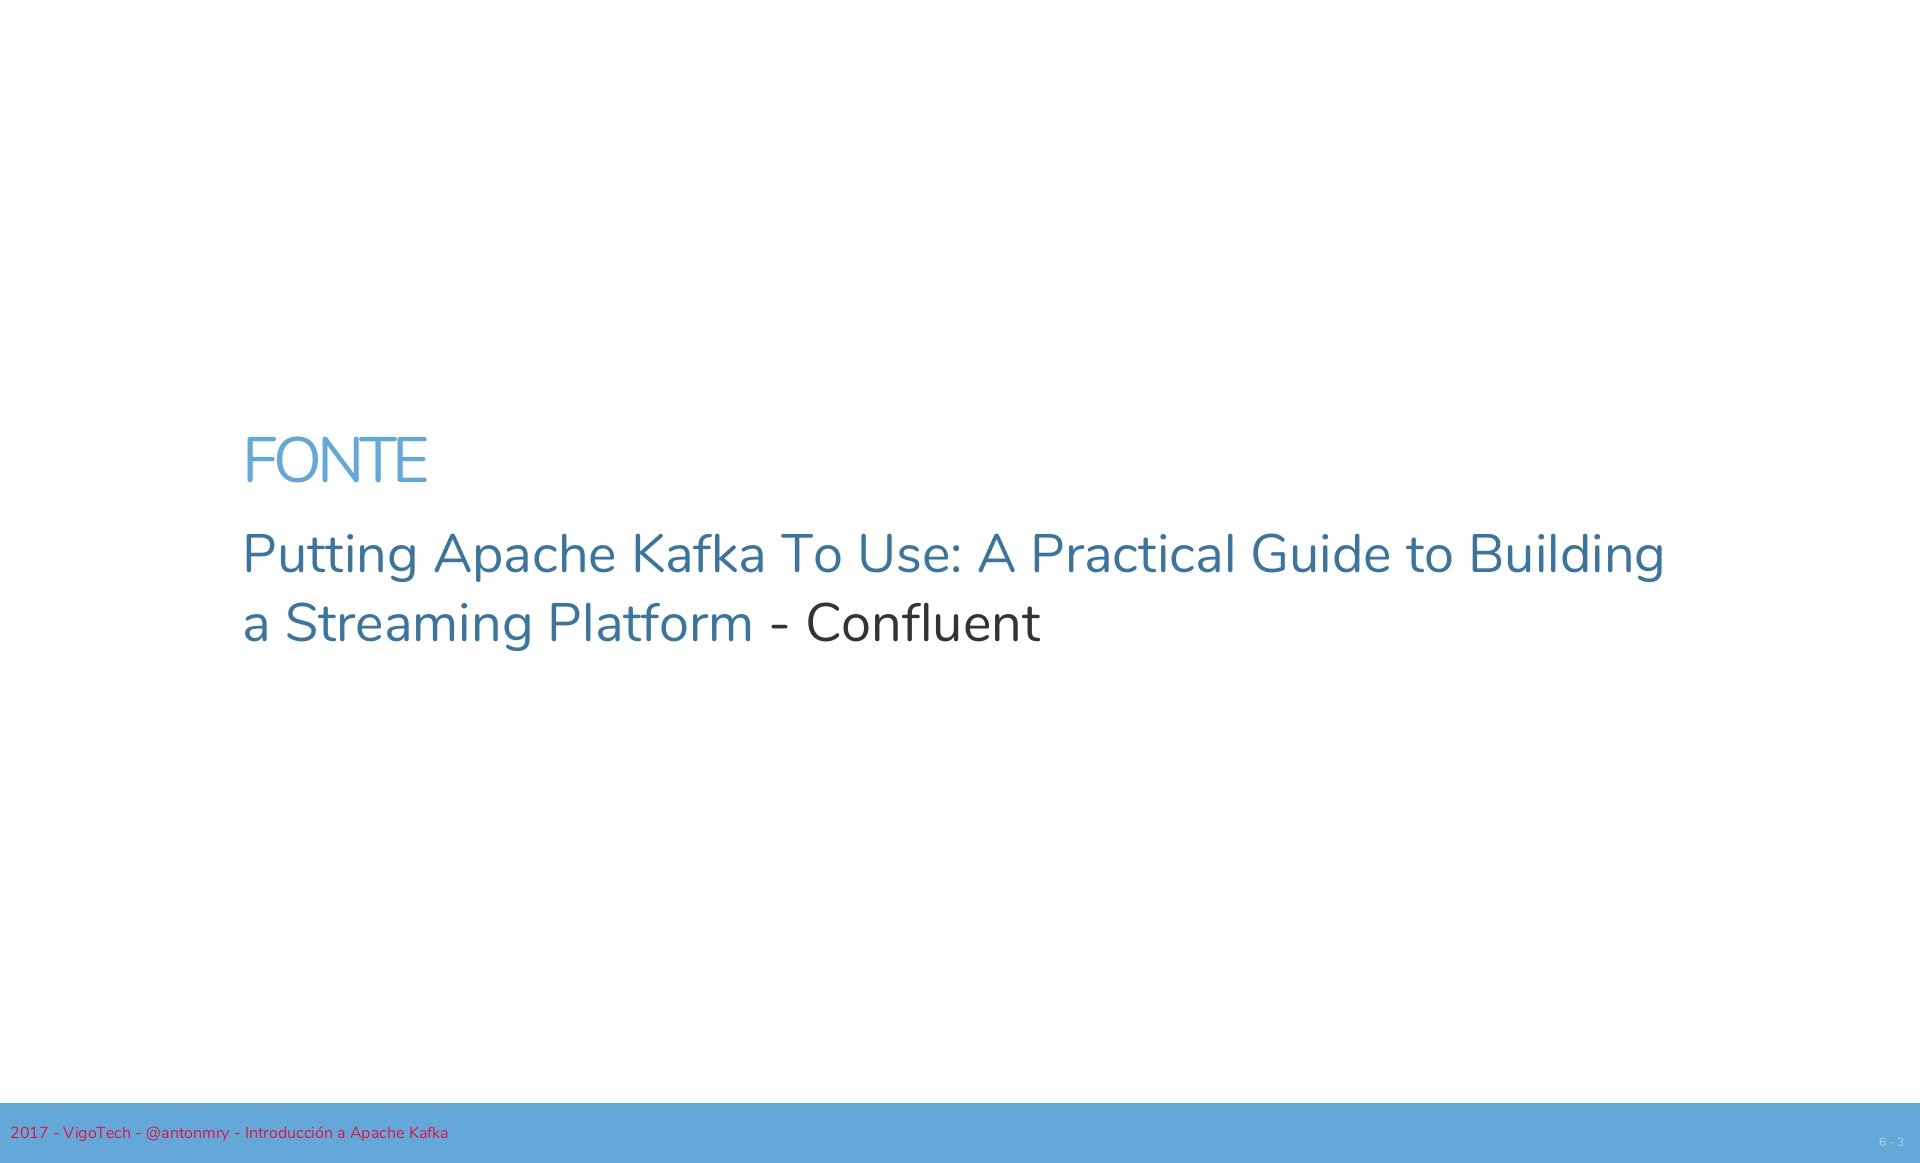 FONTE
Putting Apache Kafka To Use: A Practical Guide to Building
a Streaming Platform - Confluent
2017 - VigoTech - @antonmry - Introducción a Apache Kafka
6 - 3